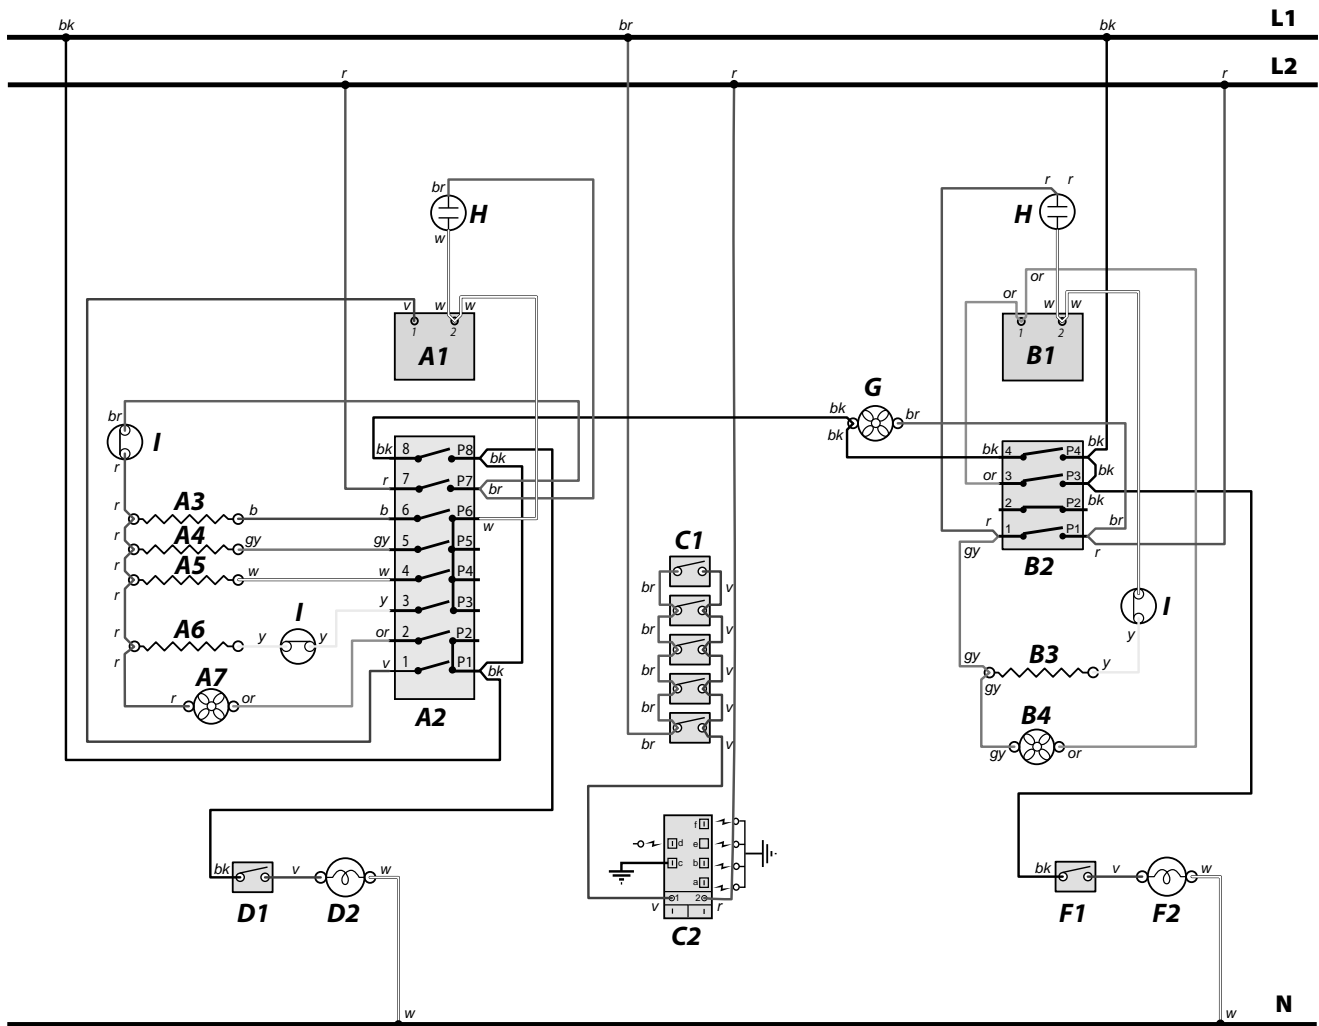 bk br bk L1
r r r L2
br H w
r r H
or or
v w w w w
1 2 1 2
A1 B1
G
bk br
bk
br I r
bk 8 P8 bk
r 7 P7 br
r A3 b b 6 P6 w
r A4 gy gy 5 P5
r A5 w w 4 P4
y 3 P3
r A6 y I y or 2 P2
r v 1 P1 bk
A7
r or
A2
bk 4 P4 bk
or 3 P3 bk
2 P2 bk
r 1 P1 br
gy r
B2
C1
br v
br v
br v
br v
br v
I
y
gy B3 y
gy
B4
gy or
f
d e
c b
a
1 2
v r
C2
bk v w
D1 D2
bk v w
F1 F2
w w N